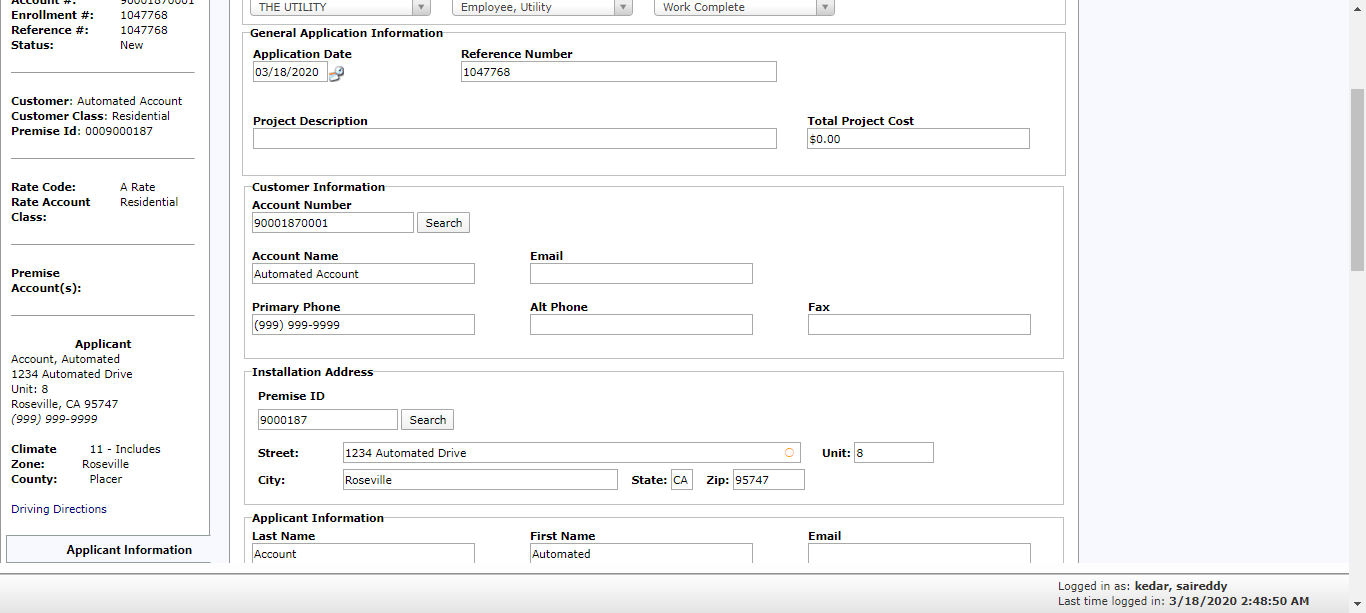 Account #: 90001870001
Enrollment #: 1047768
Reference #: 1047768
Status: New
Customer: Automated Account
Customer Class: Residential
Premise Id: 0009000187
Rate Code: A Rate
Rate Account Residential
Class:
Premise
Account(s):
Applicant
Account, Automated
1234 Automated Drive
Unit: 8
Roseville, CA 95747
(999) 999-9999
Climate 11 - Includes
Zone: Roseville
County: Placer
Driving Directions
Applicant Information
THE UTILITY Employee, Utility Work Complete
General Application Information
Application Date Reference Number
03/18/2020 1047768
Project Description Total Project Cost
$0.00
Customer Information
Account Number
90001870001 Search
Account Name Email
Automated Account
Primary Phone Alt Phone Fax
(999) 999-9999
Installation Address
Premise ID
9000187 Search
Street: 1234 Automated Drive Unit: 8
City: Roseville State: CA Zip: 95747
Applicant Information
Last Name First Name Email
Account Automated
Logged in as: kedar, saireddy
Last time logged in: 3/18/2020 2:48:50 AM